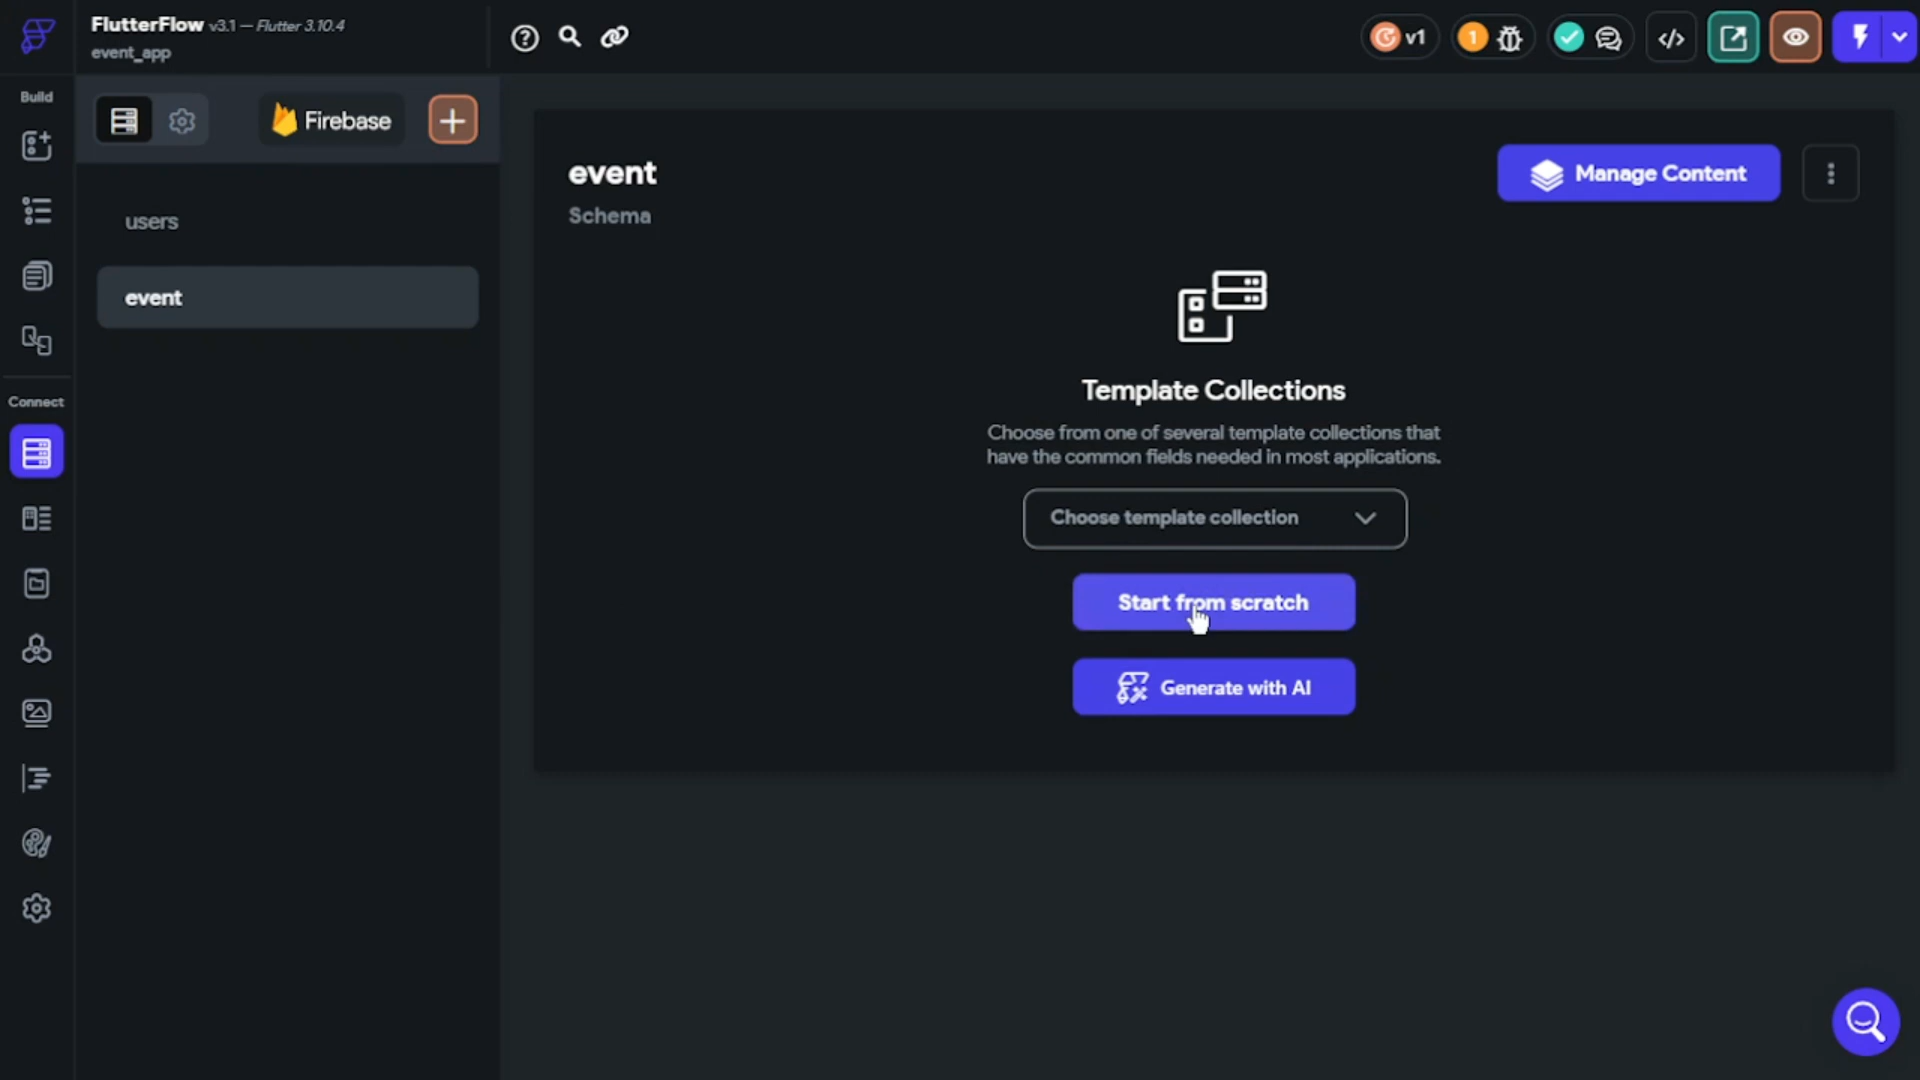 FlutterFlow v3.1 — Flutter 3.10.4
event_app
v1
1
</>
Build
Firebase
users
event
Connect
event
Schema
Manage Content
Template Collections
Choose from one of several template collections that
have the common fields needed in most applications.
Choose template collection
Start from scratch
Generate with AI